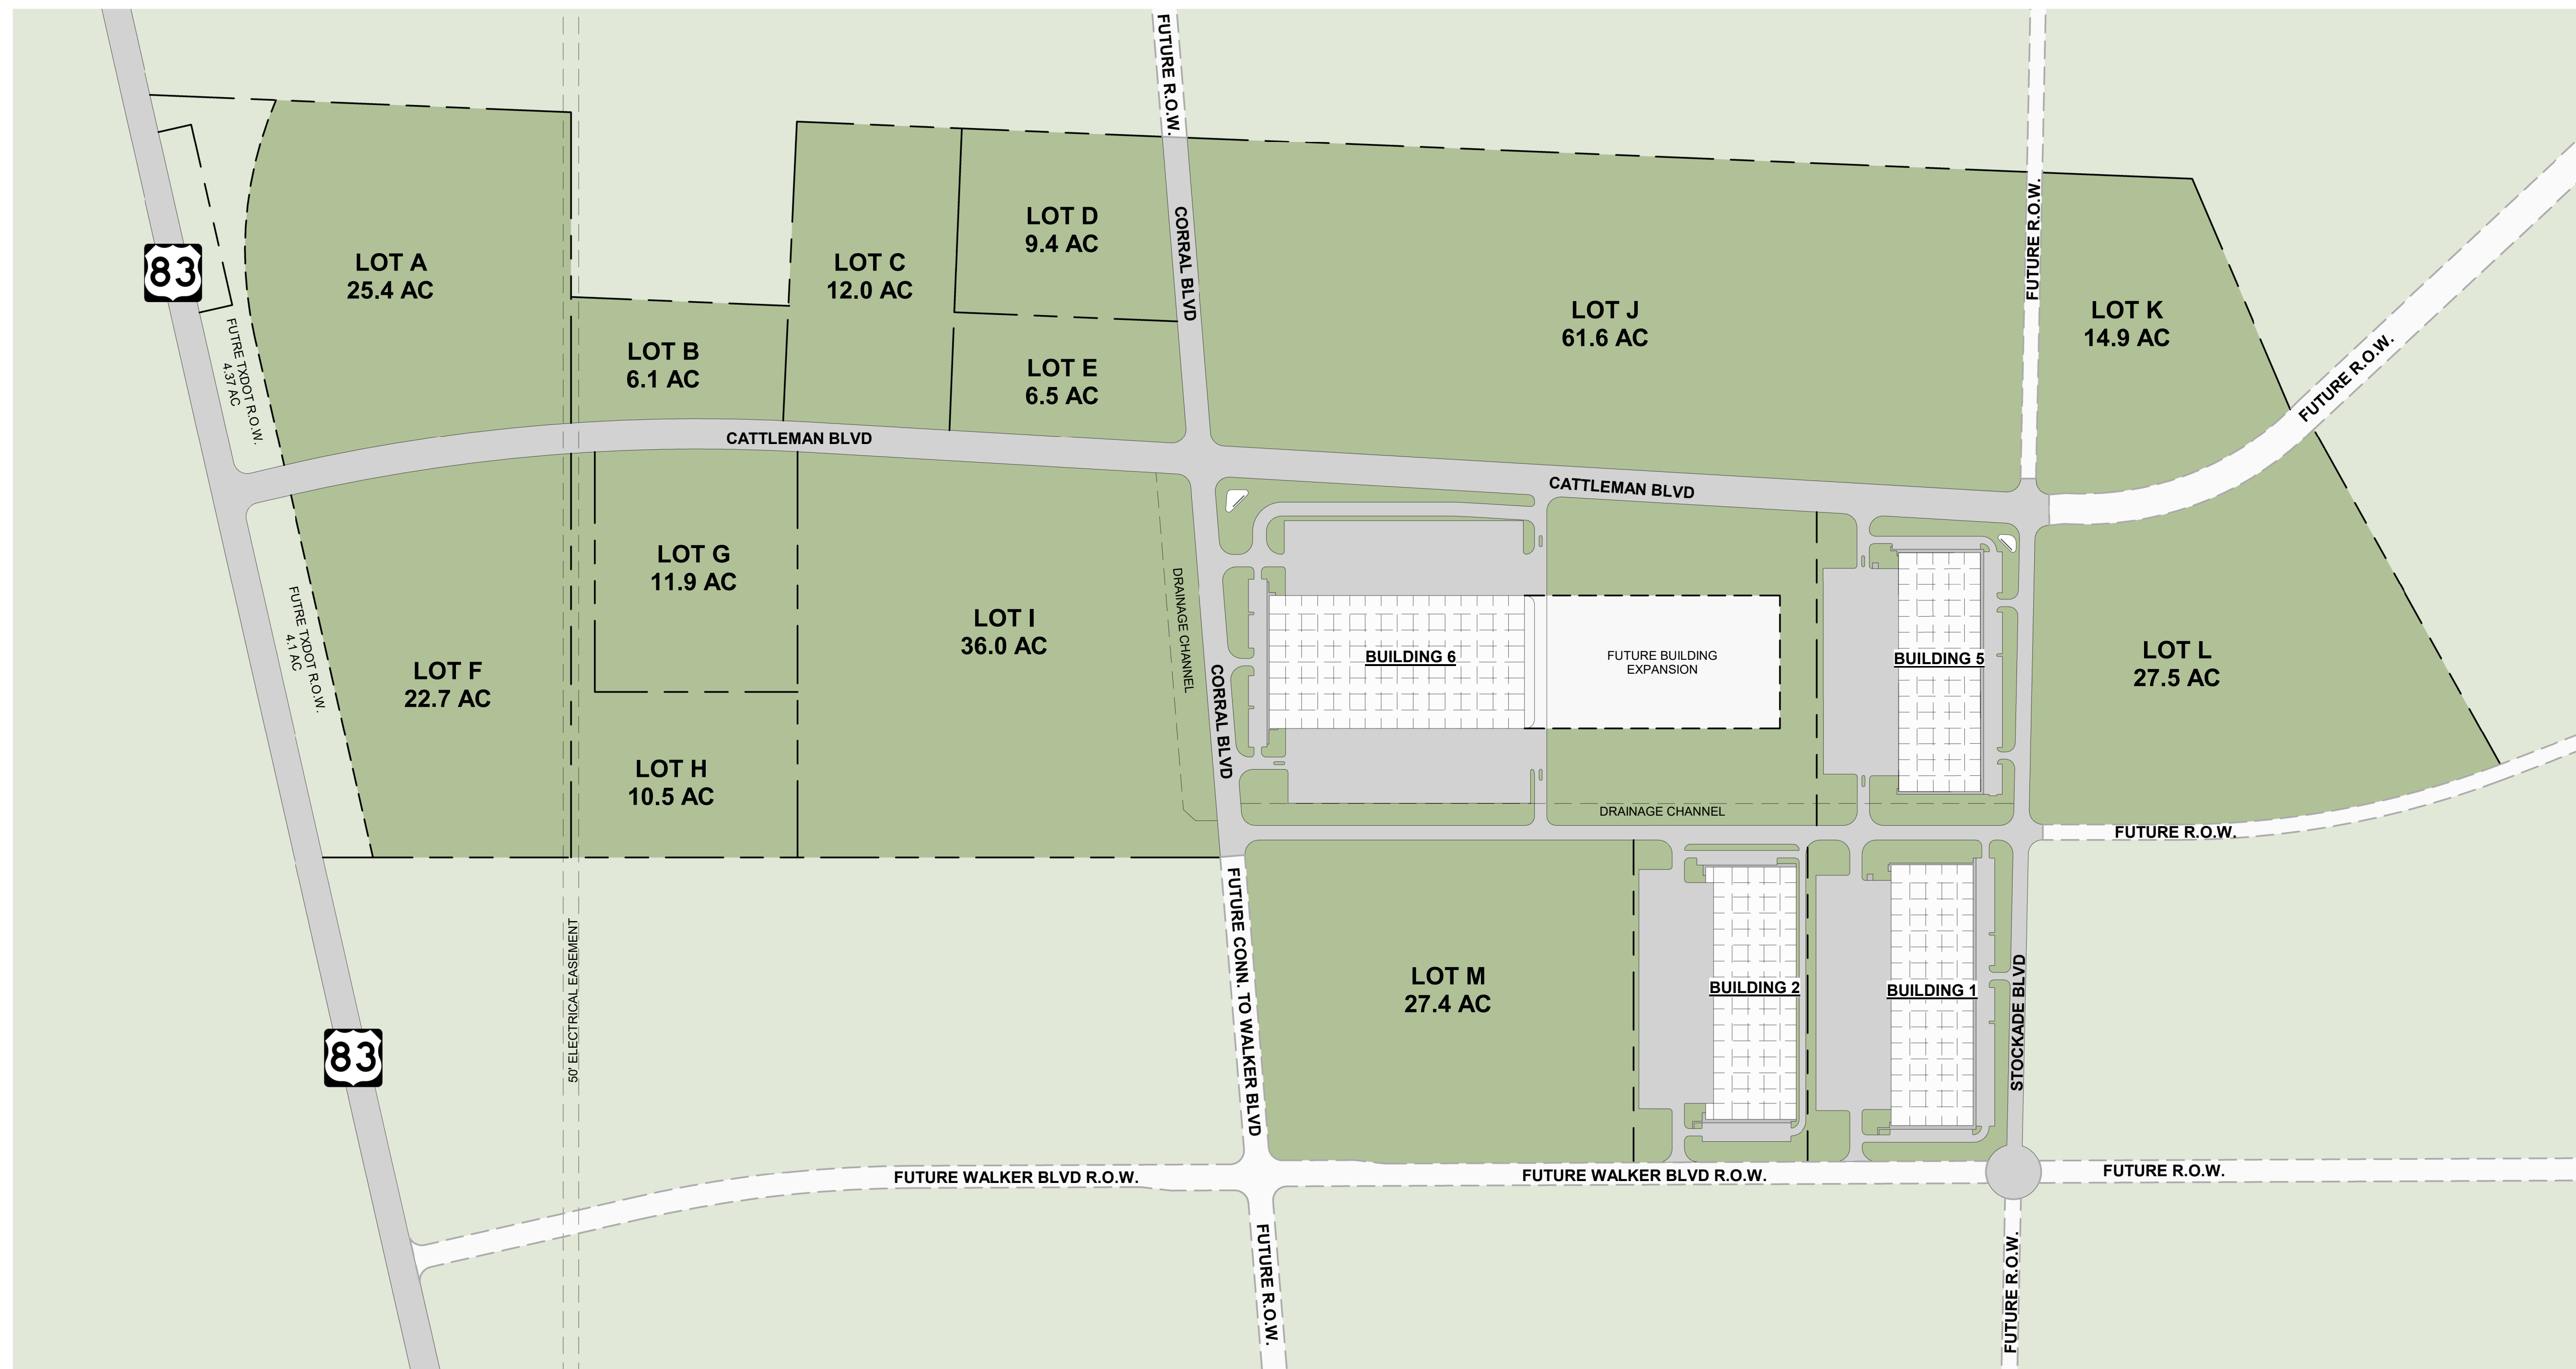 FUTURE R.O.W.
LOT A
25.4 AC
83
FUTRE TXDOT R.O.W.
4.37 AC
LOT B
6.1 AC
LOT C
12.0 AC
LOT D
9.4 AC
LOT E
6.5 AC
CORRAL BLVD
LOT J
61.6 AC
FUTURE R.O.W.
LOT K
14.9 AC
FUTURE R.O.W.
CATTLEMAN BLVD
CATTLEMAN BLVD
FUTRE TXDOT R.O.W.
4.1 AC
LOT F
22.7 AC
LOT G
11.9 AC
LOT H
10.5 AC
LOT I
36.0 AC
DRAINAGE CHANNEL
CORRAL BLVD
BUILDING 6
FUTURE BUILDING
EXPANSION
BUILDING 5
LOT L
27.5 AC
DRAINAGE CHANNEL
FUTURE R.O.W.
83
50' ELECTRICAL EASEMENT
FUTURE CONN. TO WALKER BLVD
LOT M
27.4 AC
BUILDING 2
BUILDING 1
STOCKADE BLVD
FUTURE WALKER BLVD R.O.W.
FUTURE WALKER BLVD R.O.W.
FUTURE R.O.W.
FUTURE R.O.W.
FUTURE R.O.W.